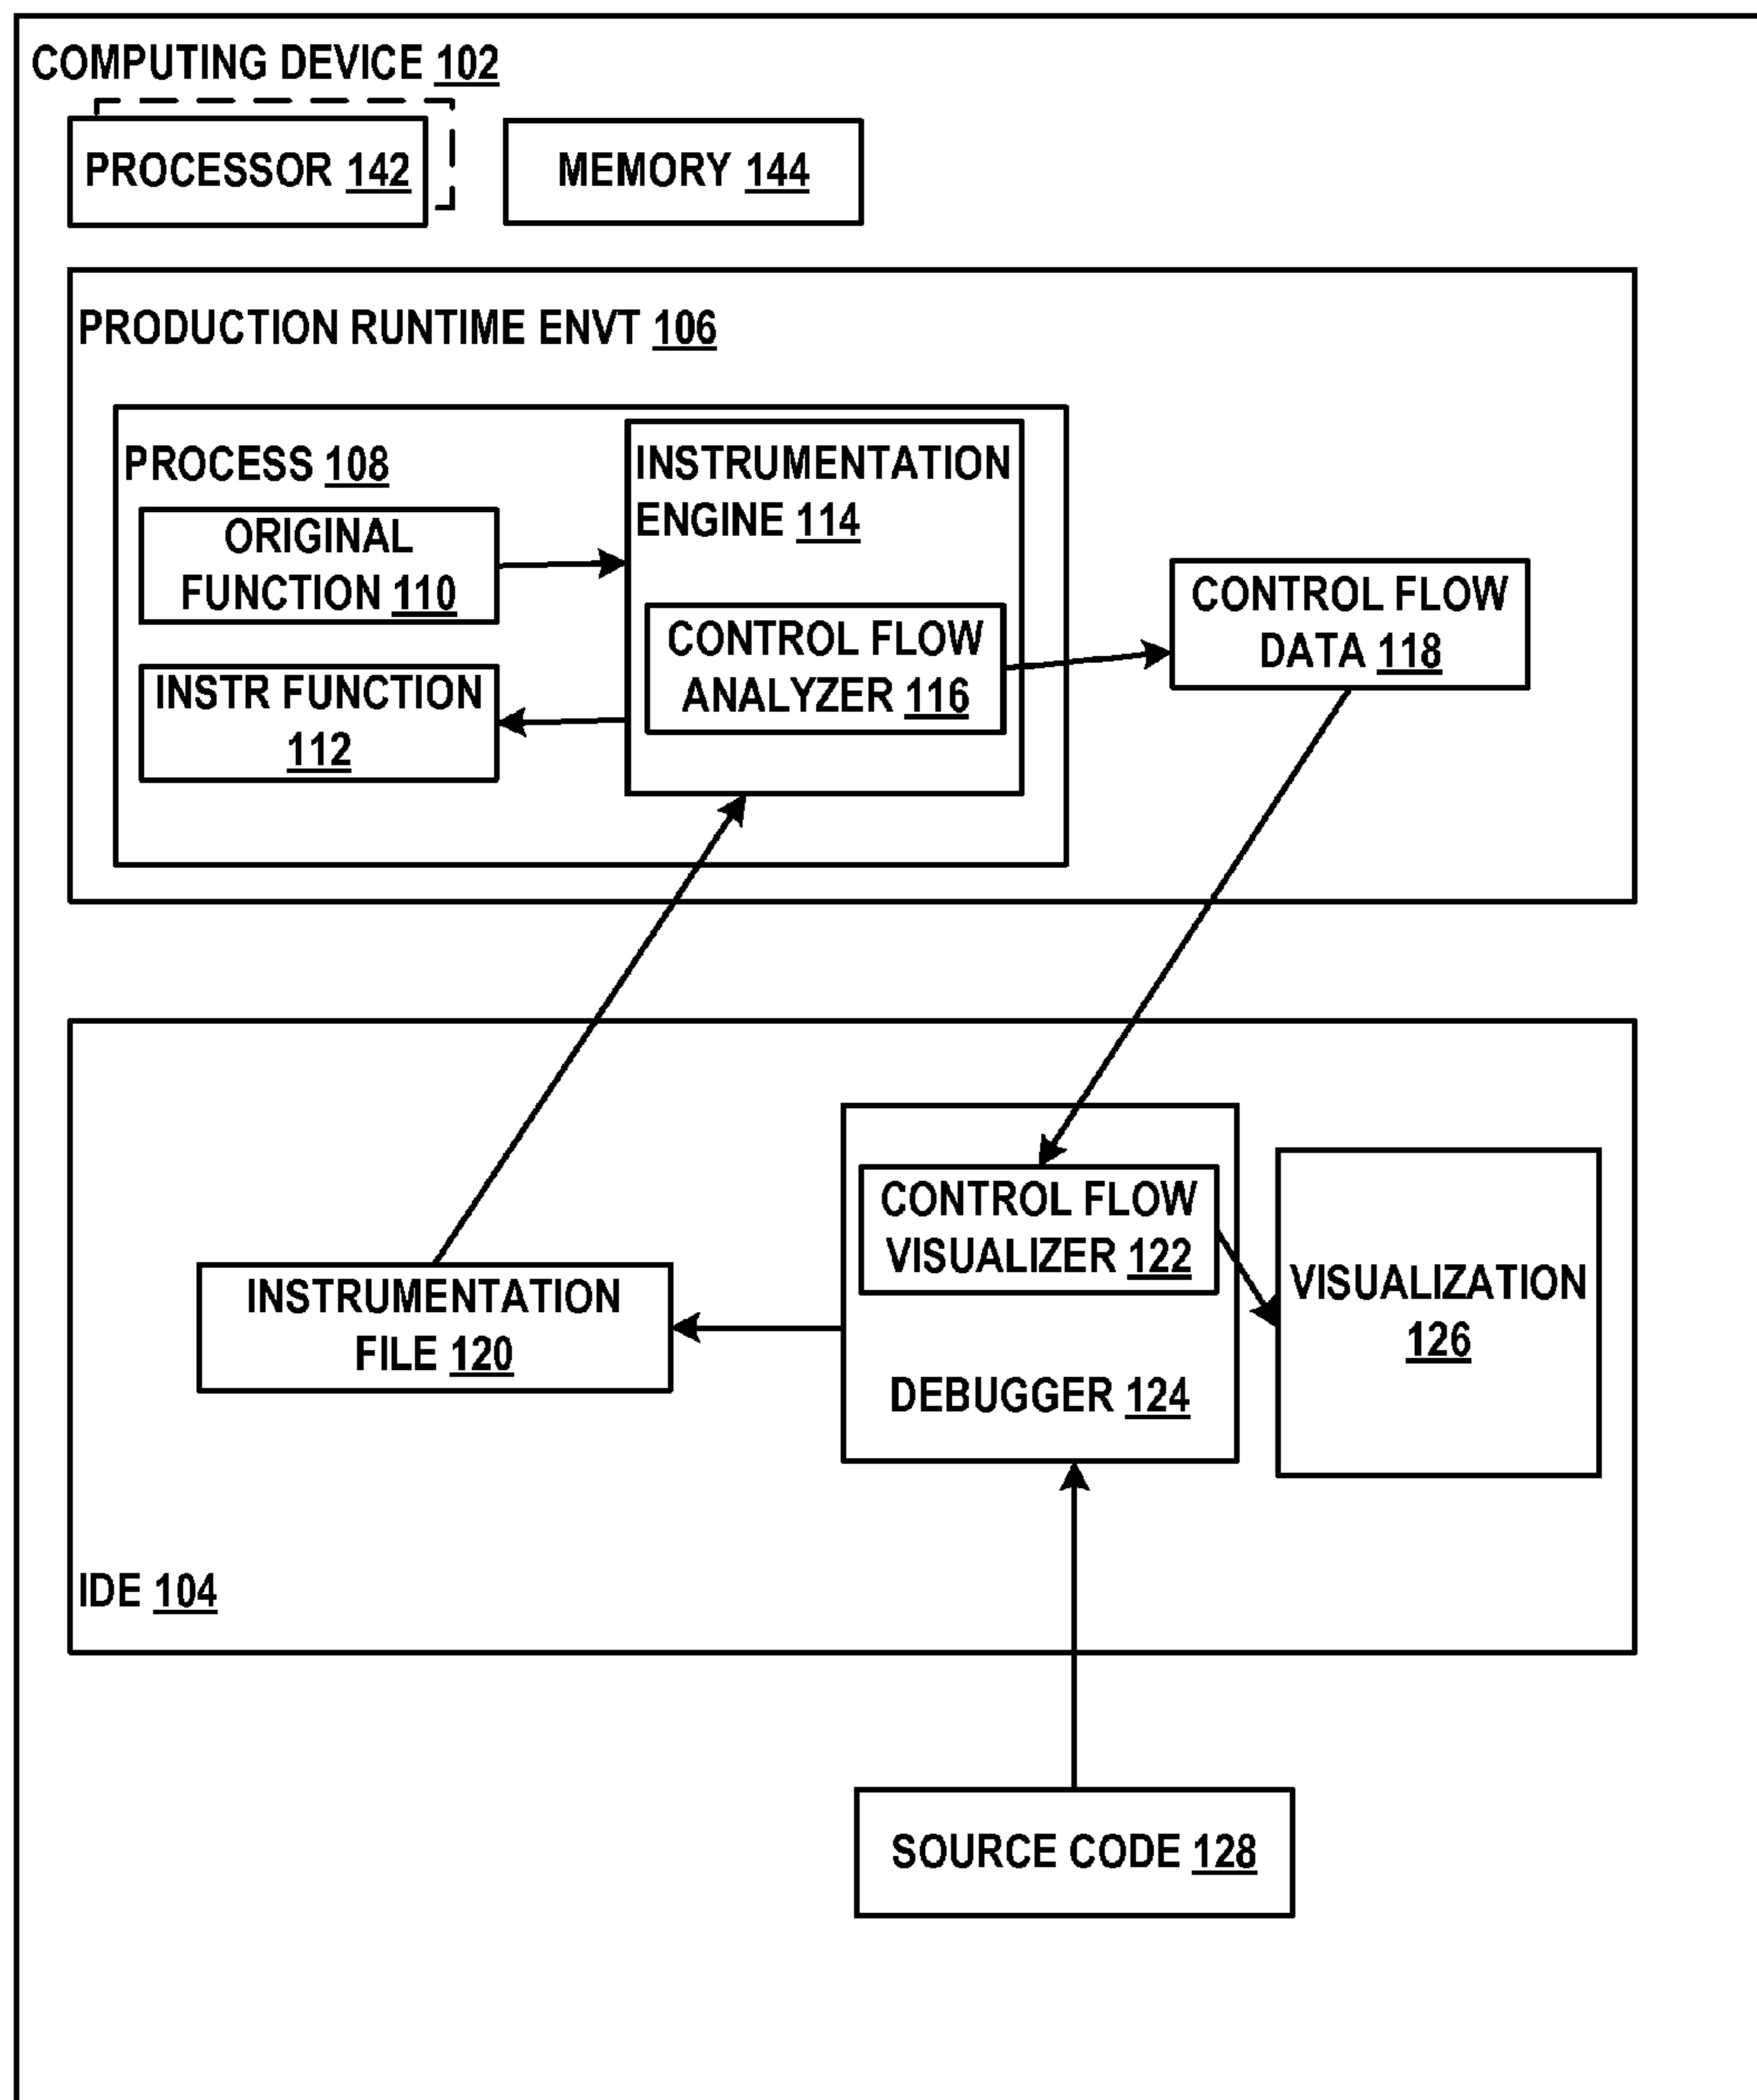 COMPUTING DEVICE 102
PROCESSOR 142
MEMORY 144
PRODUCTION RUNTIME ENVT 106
PROCESS 108
ORIGINAL
FUNCTION 110
INSTR FUNCTION
112
INSTRUMENTATION
ENGINE 114
CONTROL FLOW
ANALYZER 116
CONTROL FLOW
DATA 118
CONTROL FLOW
VISUALIZER 122
DEBUGGER 124
INSTRUMENTATION
FILE 120
VISUALIZATION
126
IDE 104
SOURCE CODE 128